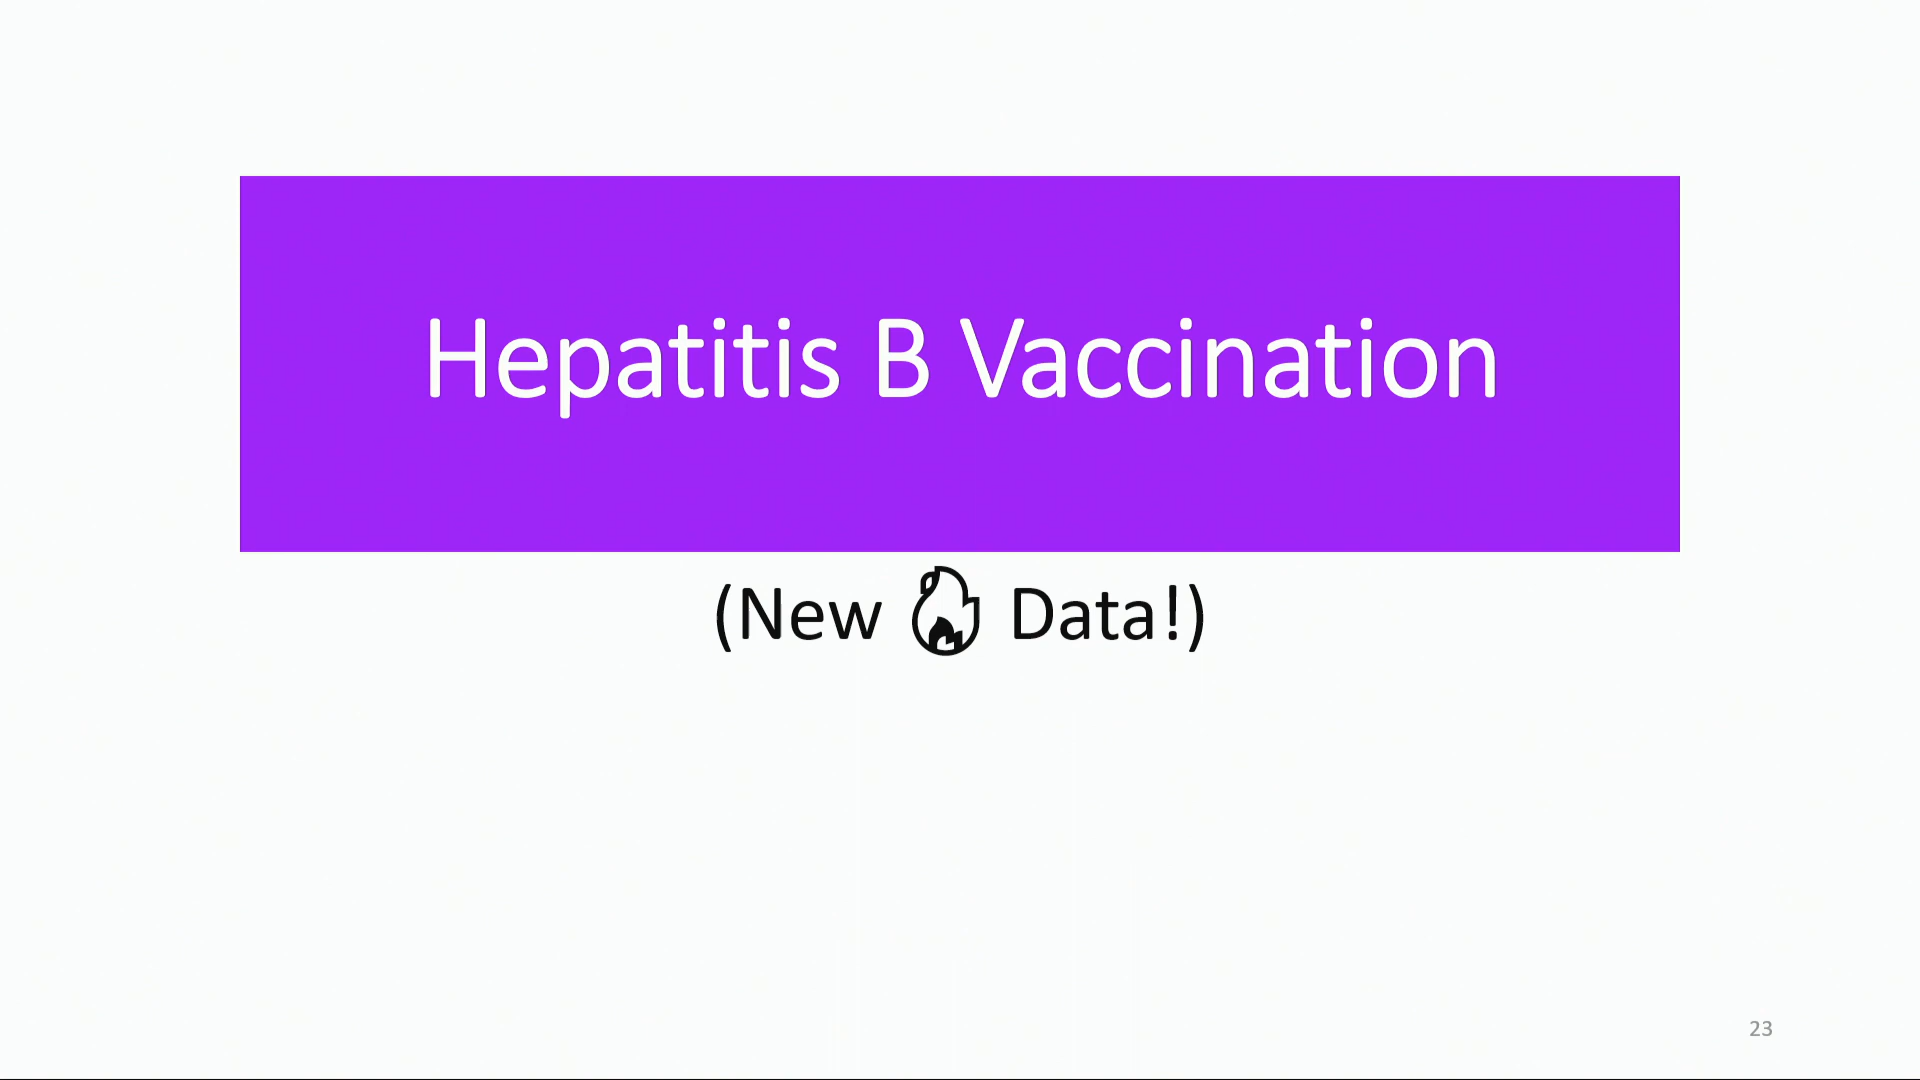 Hepatitis B Vaccination
(New 🔥 Data!)
23